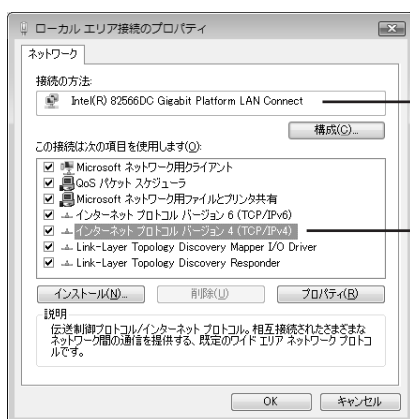 ローカル エリア接続のプロパティ
ネットワーク
接続の方法:
Intel(R) 82566DC Gigabit Platform LAN Connect
構成(C)...
この接続は次の項目を使用します(O):
Microsoft ネットワーク用クライアント
QoS パケット スケジューラ
Microsoft ネットワーク用ファイルとプリンタ共有
インターネット プロトコル バージョン 6 (TCP/IPv6)
インターネット プロトコル バージョン 4 (TCP/IPv4)
Link-Layer Topology Discovery Mapper I/O Driver
Link-Layer Topology Discovery Responder
インストール(N)... 削除(U) プロパティ(R)
説明
伝送制御プロトコル/インターネット プロトコル。相互接続されたさまざまな
ネットワーク間の通信を提供する、既定のワイド エリア ネットワーク プロトコ
ルです。
OK キャンセル